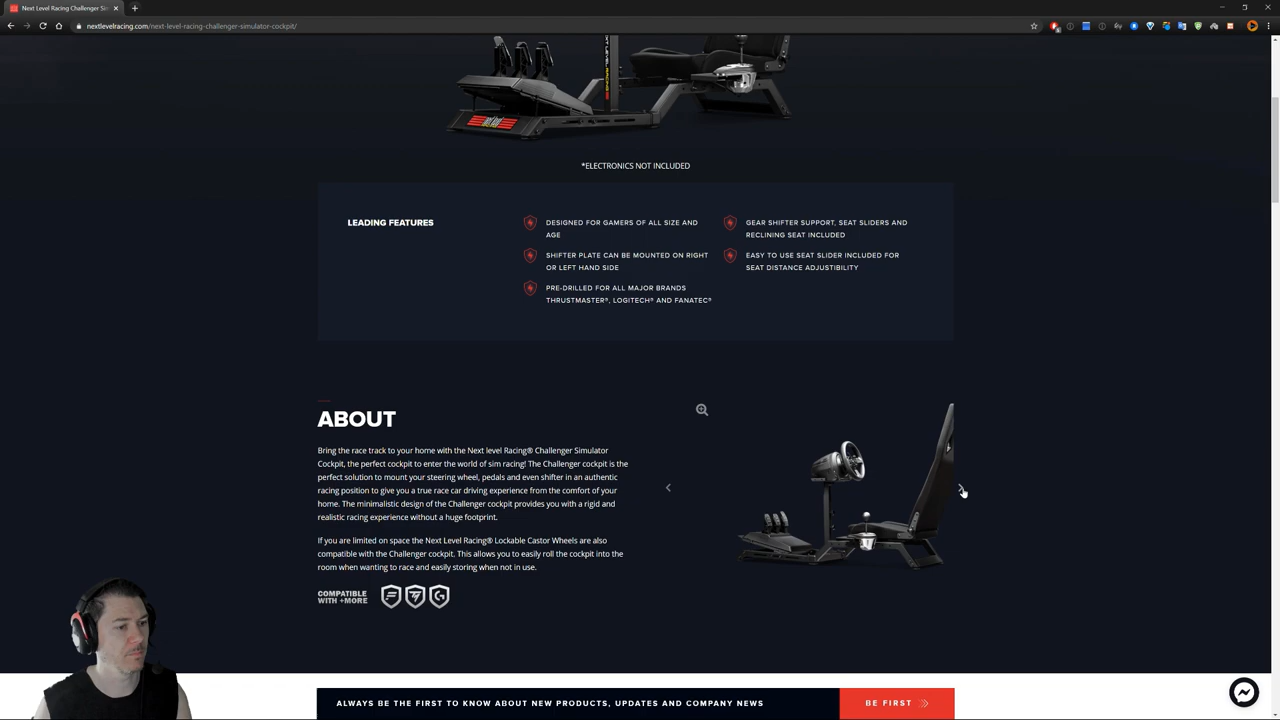 Next Level Racing Challenger Sim
nextlevelracing.com/next-level-racing-challenger-simulator-cockpit/
*ELECTRONICS NOT INCLUDED
LEADING FEATURES
DESIGNED FOR GAMERS OF ALL SIZE AND
AGE
SHIFTER PLATE CAN BE MOUNTED ON RIGHT
OR LEFT HAND SIDE
PRE-DRILLED FOR ALL MAJOR BRANDS
THRUSTMASTER®, LOGITECH® AND FANATEC®
GEAR SHIFTER SUPPORT, SEAT SLIDERS AND
RECLINING SEAT INCLUDED
EASY TO USE SEAT SLIDER INCLUDED FOR
SEAT DISTANCE ADJUSTIBILITY
ABOUT
Bring the race track to your home with the Next level Racing® Challenger Simulator
Cockpit, the perfect cockpit to enter the world of sim racing! The Challenger cockpit is the
perfect solution to mount your steering wheel, pedals and even shifter in an authentic
racing position to give you a true race car driving experience from the comfort of your
home. The minimalistic design of the Challenger cockpit provides you with a rigid and
realistic racing experience without a huge footprint.
If you are limited on space the Next Level Racing® Lockable Castor Wheels are also
compatible with the Challenger cockpit. This allows you to easily roll the cockpit into the
room when wanting to race and easily storing when not in use.
COMPATIBLE
WITH +MORE
ALWAYS BE THE FIRST TO KNOW ABOUT NEW PRODUCTS, UPDATES AND COMPANY NEWS
BE FIRST